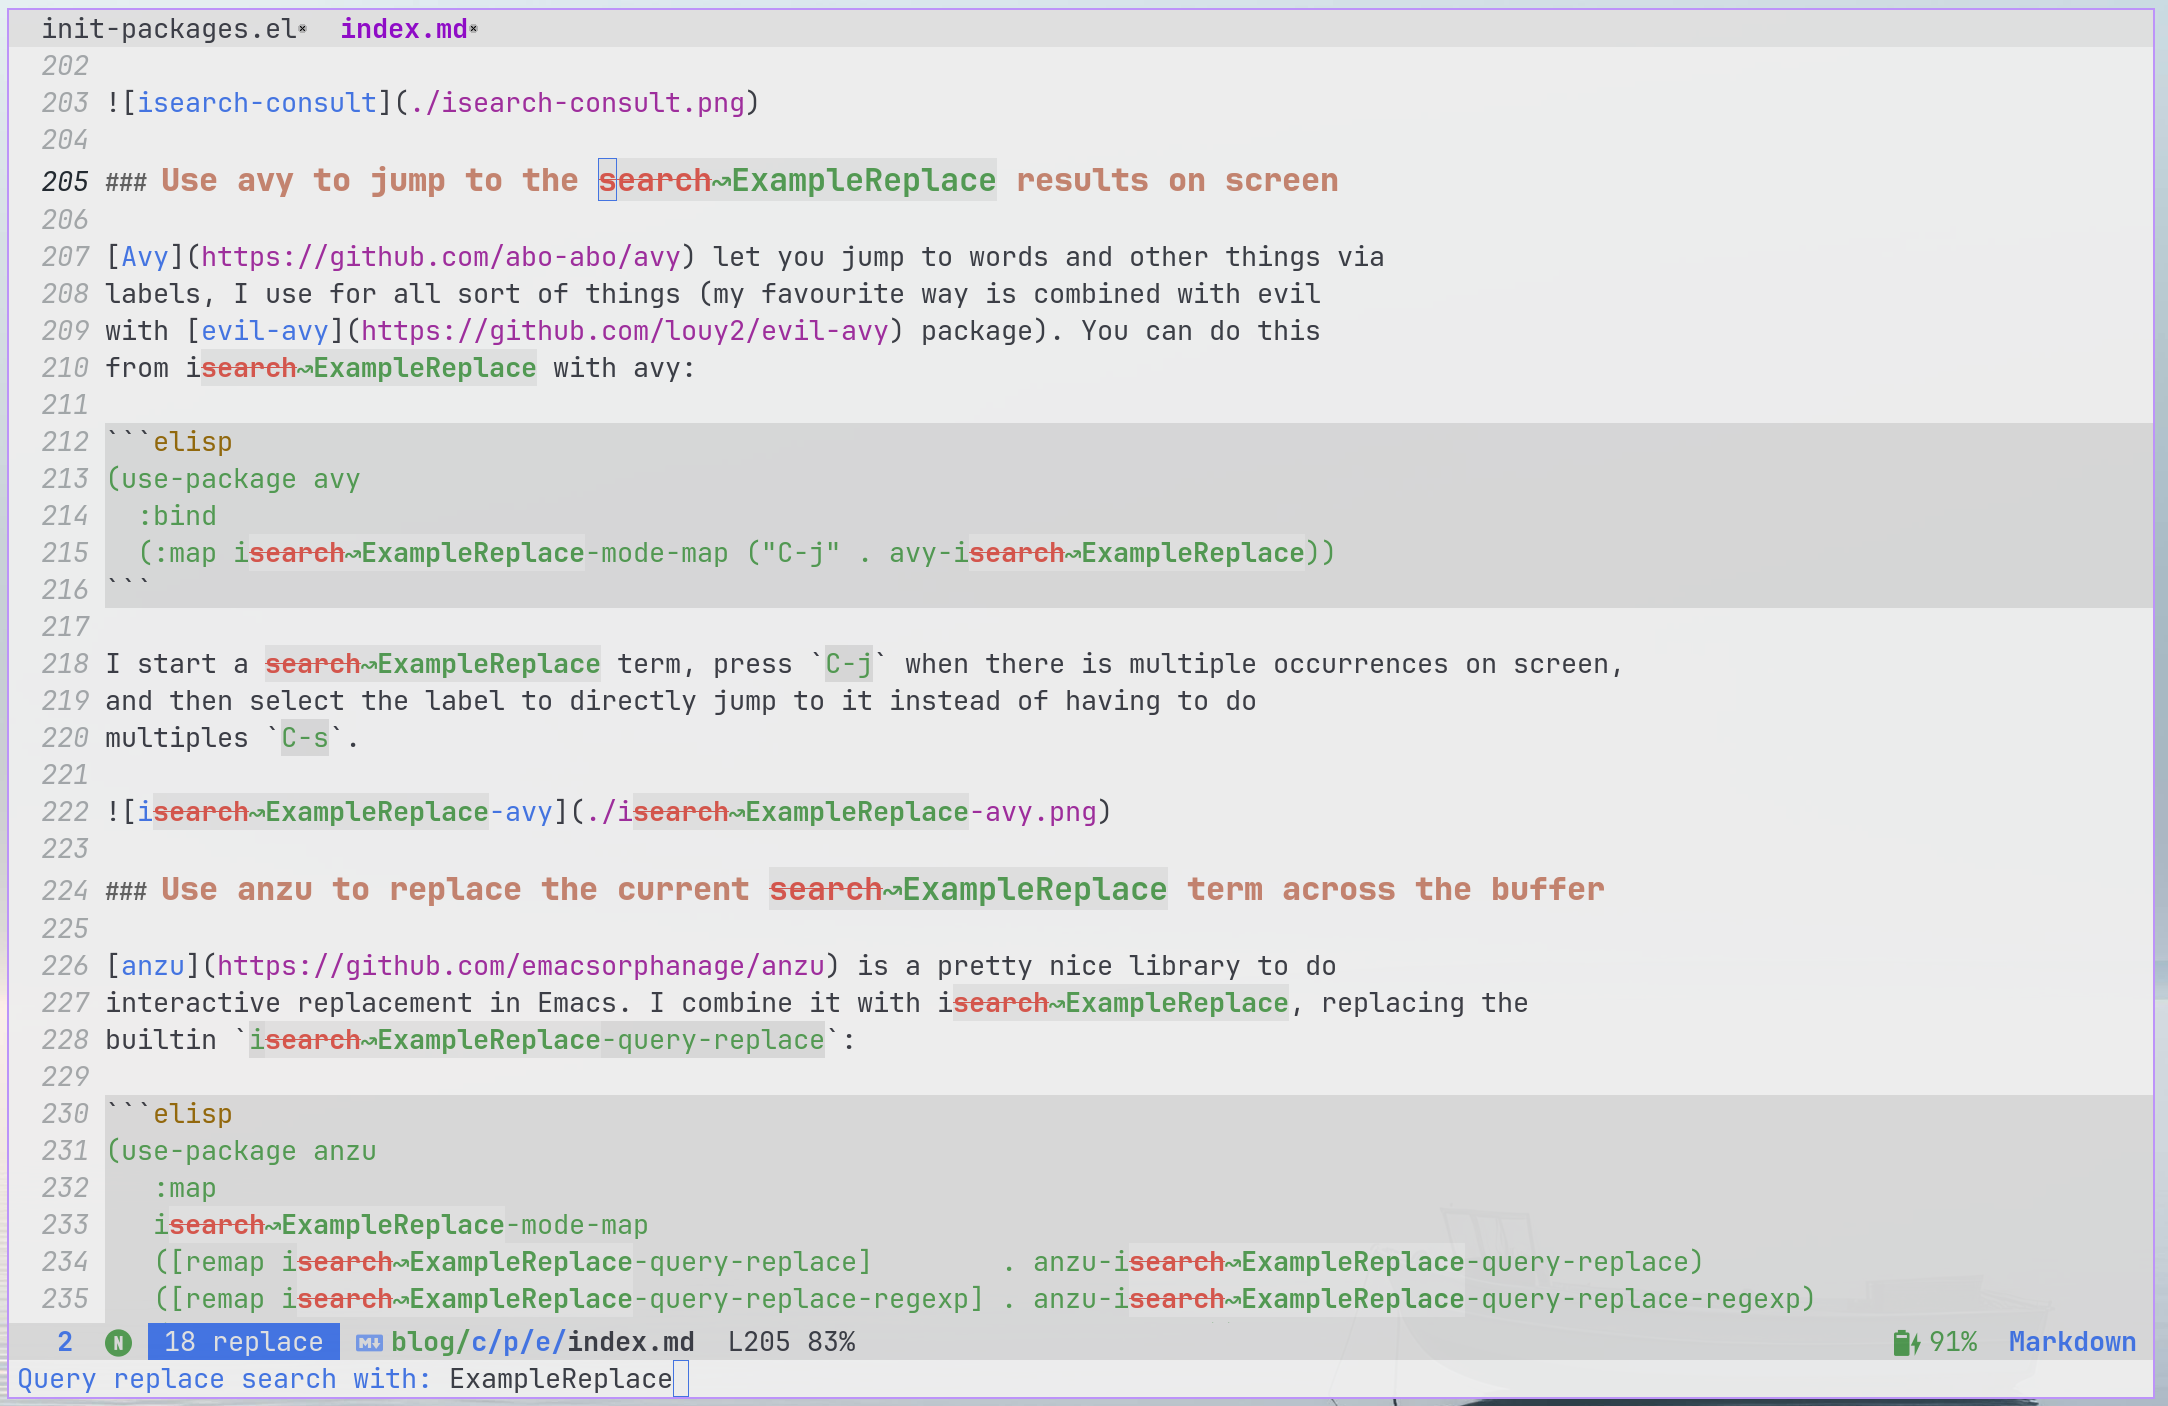 init-packages.el× index.md×
202
203 ![isearch-consult](./isearch-consult.png)
204
205 ### Use avy to jump to the search↝ExampleReplace results on screen
206
207 [Avy](https://github.com/abo-abo/avy) let you jump to words and other things via
208 labels, I use for all sort of things (my favourite way is combined with evil
209 with [evil-avy](https://github.com/louy2/evil-avy) package). You can do this
210 from isearch↝ExampleReplace with avy:
211
212 ```elisp
213 (use-package avy
214   :bind
215   (:map isearch↝ExampleReplace-mode-map ("C-j" . avy-isearch↝ExampleReplace))
216 ```
217
218 I start a search↝ExampleReplace term, press `C-j` when there is multiple occurrences on screen,
219 and then select the label to directly jump to it instead of having to do
220 multiples `C-s`.
221
222 ![isearch↝ExampleReplace-avy](./isearch↝ExampleReplace-avy.png)
223
224 ### Use anzu to replace the current search↝ExampleReplace term across the buffer
225
226 [anzu](https://github.com/emacsorphanage/anzu) is a pretty nice library to do
227 interactive replacement in Emacs. I combine it with isearch↝ExampleReplace, replacing the
228 builtin `isearch↝ExampleReplace-query-replace`:
229
230 ```elisp
231 (use-package anzu
232    :map
233    isearch↝ExampleReplace-mode-map
234    ([remap isearch↝ExampleReplace-query-replace]        . anzu-isearch↝ExampleReplace-query-replace)
235    ([remap isearch↝ExampleReplace-query-replace-regexp] . anzu-isearch↝ExampleReplace-query-replace-regexp)
2 N 18 replace M↓ blog/c/p/e/index.md L205 83% 91% Markdown
Query replace search with: ExampleReplace